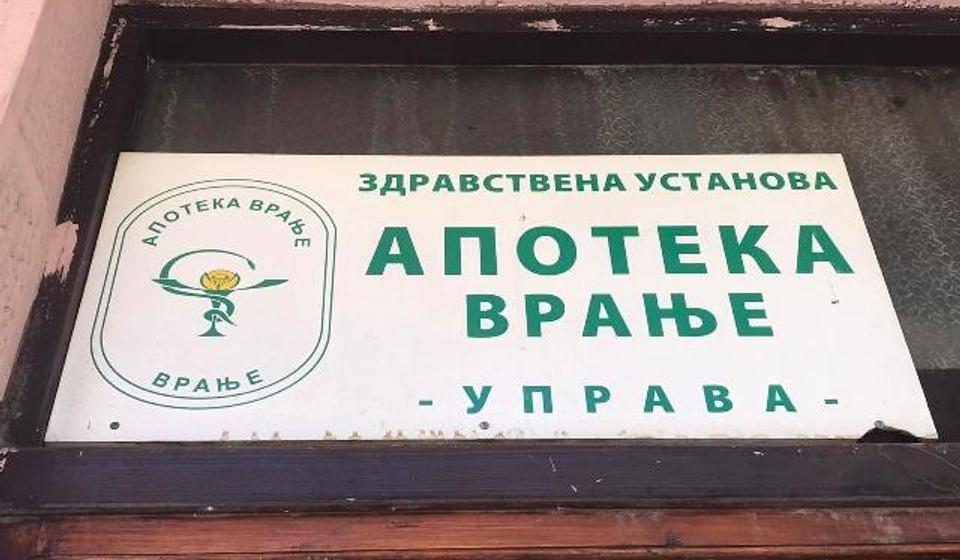 ЗДРАВСТВЕНА УСТАНОВА
АПОТЕКА
ВРАЊЕ
- УПРАВА -
АПОТЕКА ВРАЊЕ
ВРАЊЕ